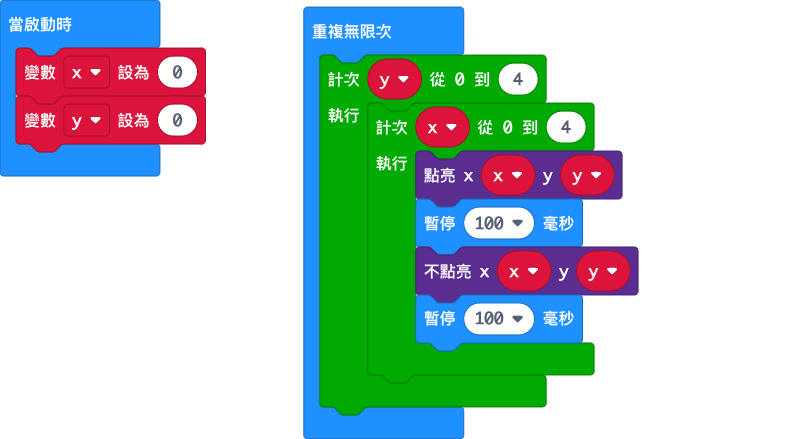 當啟動時
變數 x 設為 0
變數 y 設為 0
重複無限次
計次 y 從 0 到 4
執行
計次 x 從 0 到 4
執行
點亮 x x y y
暫停 100 毫秒
不點亮 x x y y
暫停 100 毫秒